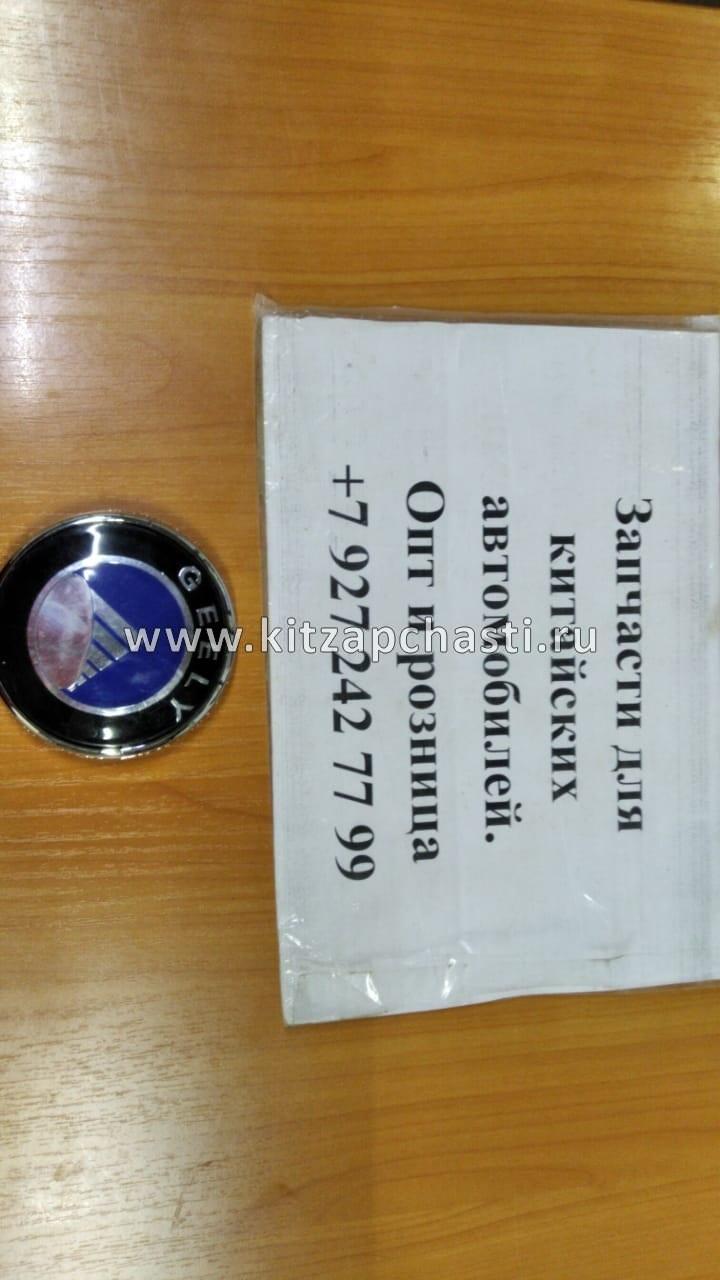 Запчасти для
китайских
автомобилей.
Опт и розница
+7 927 242 77 99
GEELY
www.kitzapchasti.ru